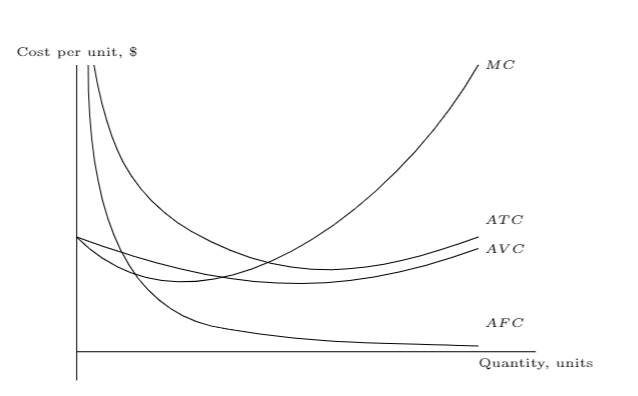 Cost per unit, $
MC
ATC
AVC
AFC
Quantity, units